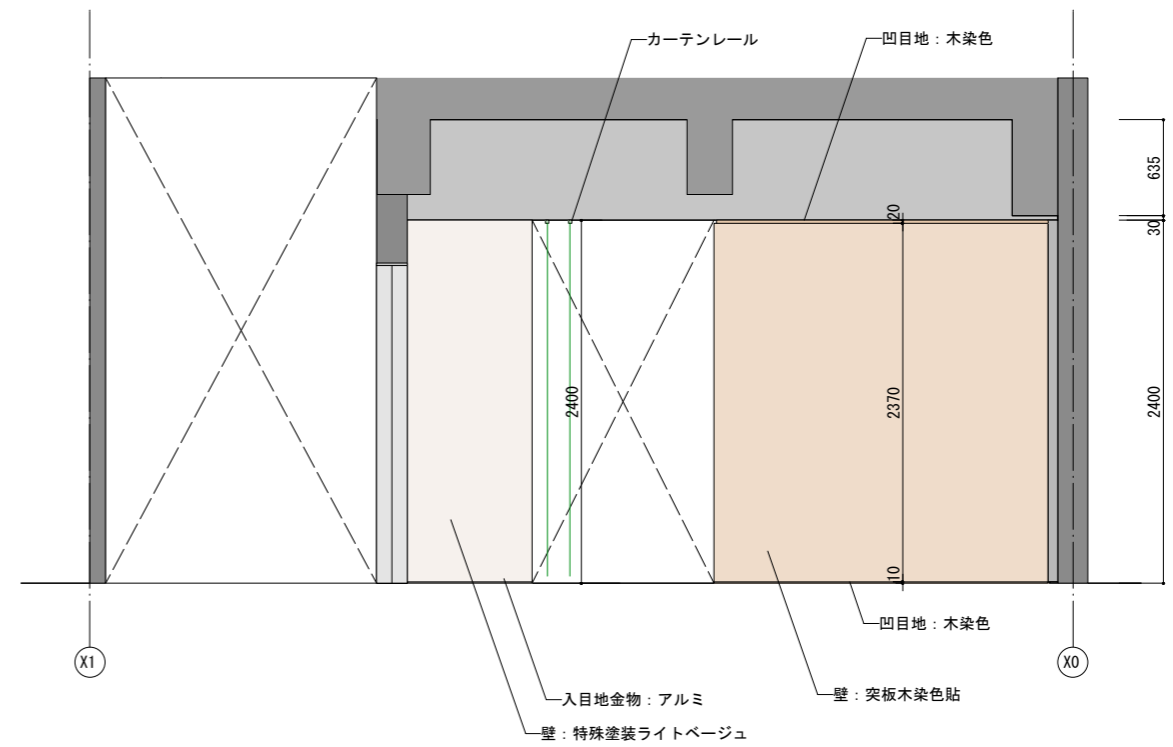 カーテンレール
凹目地：木染色
635
20
30
2400
2370
2400
10
凹目地：木染色
X1
X0
入目地金物：アルミ
壁：突板木染色貼
壁：特殊塗装ライトベージュ